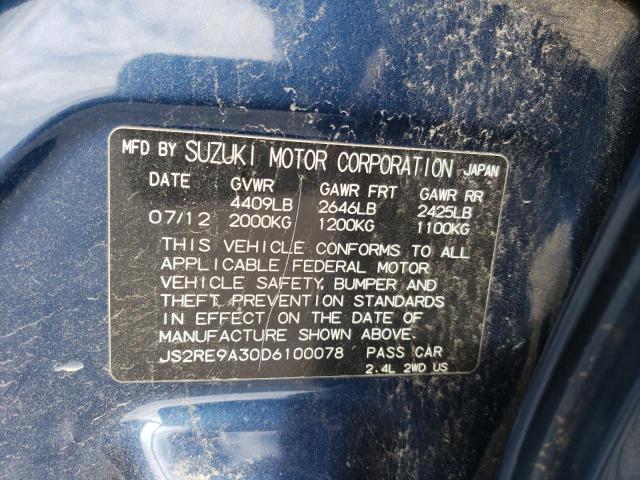 MFD BY SUZUKI MOTOR CORPORATION JAPAN
DATE GVWR GAWR FRT GAWR RR
4409LB 2646LB 2425LB
07/12 2000KG 1200KG 1100KG
THIS VEHICLE CONFORMS TO ALL
APPLICABLE FEDERAL MOTOR
VEHICLE SAFETY, BUMPER AND
THEFT PREVENTION STANDARDS
IN EFFECT ON THE DATE OF
MANUFACTURE SHOWN ABOVE.
JS2RE9A30D6100078 PASS CAR
2.4L 2WD US